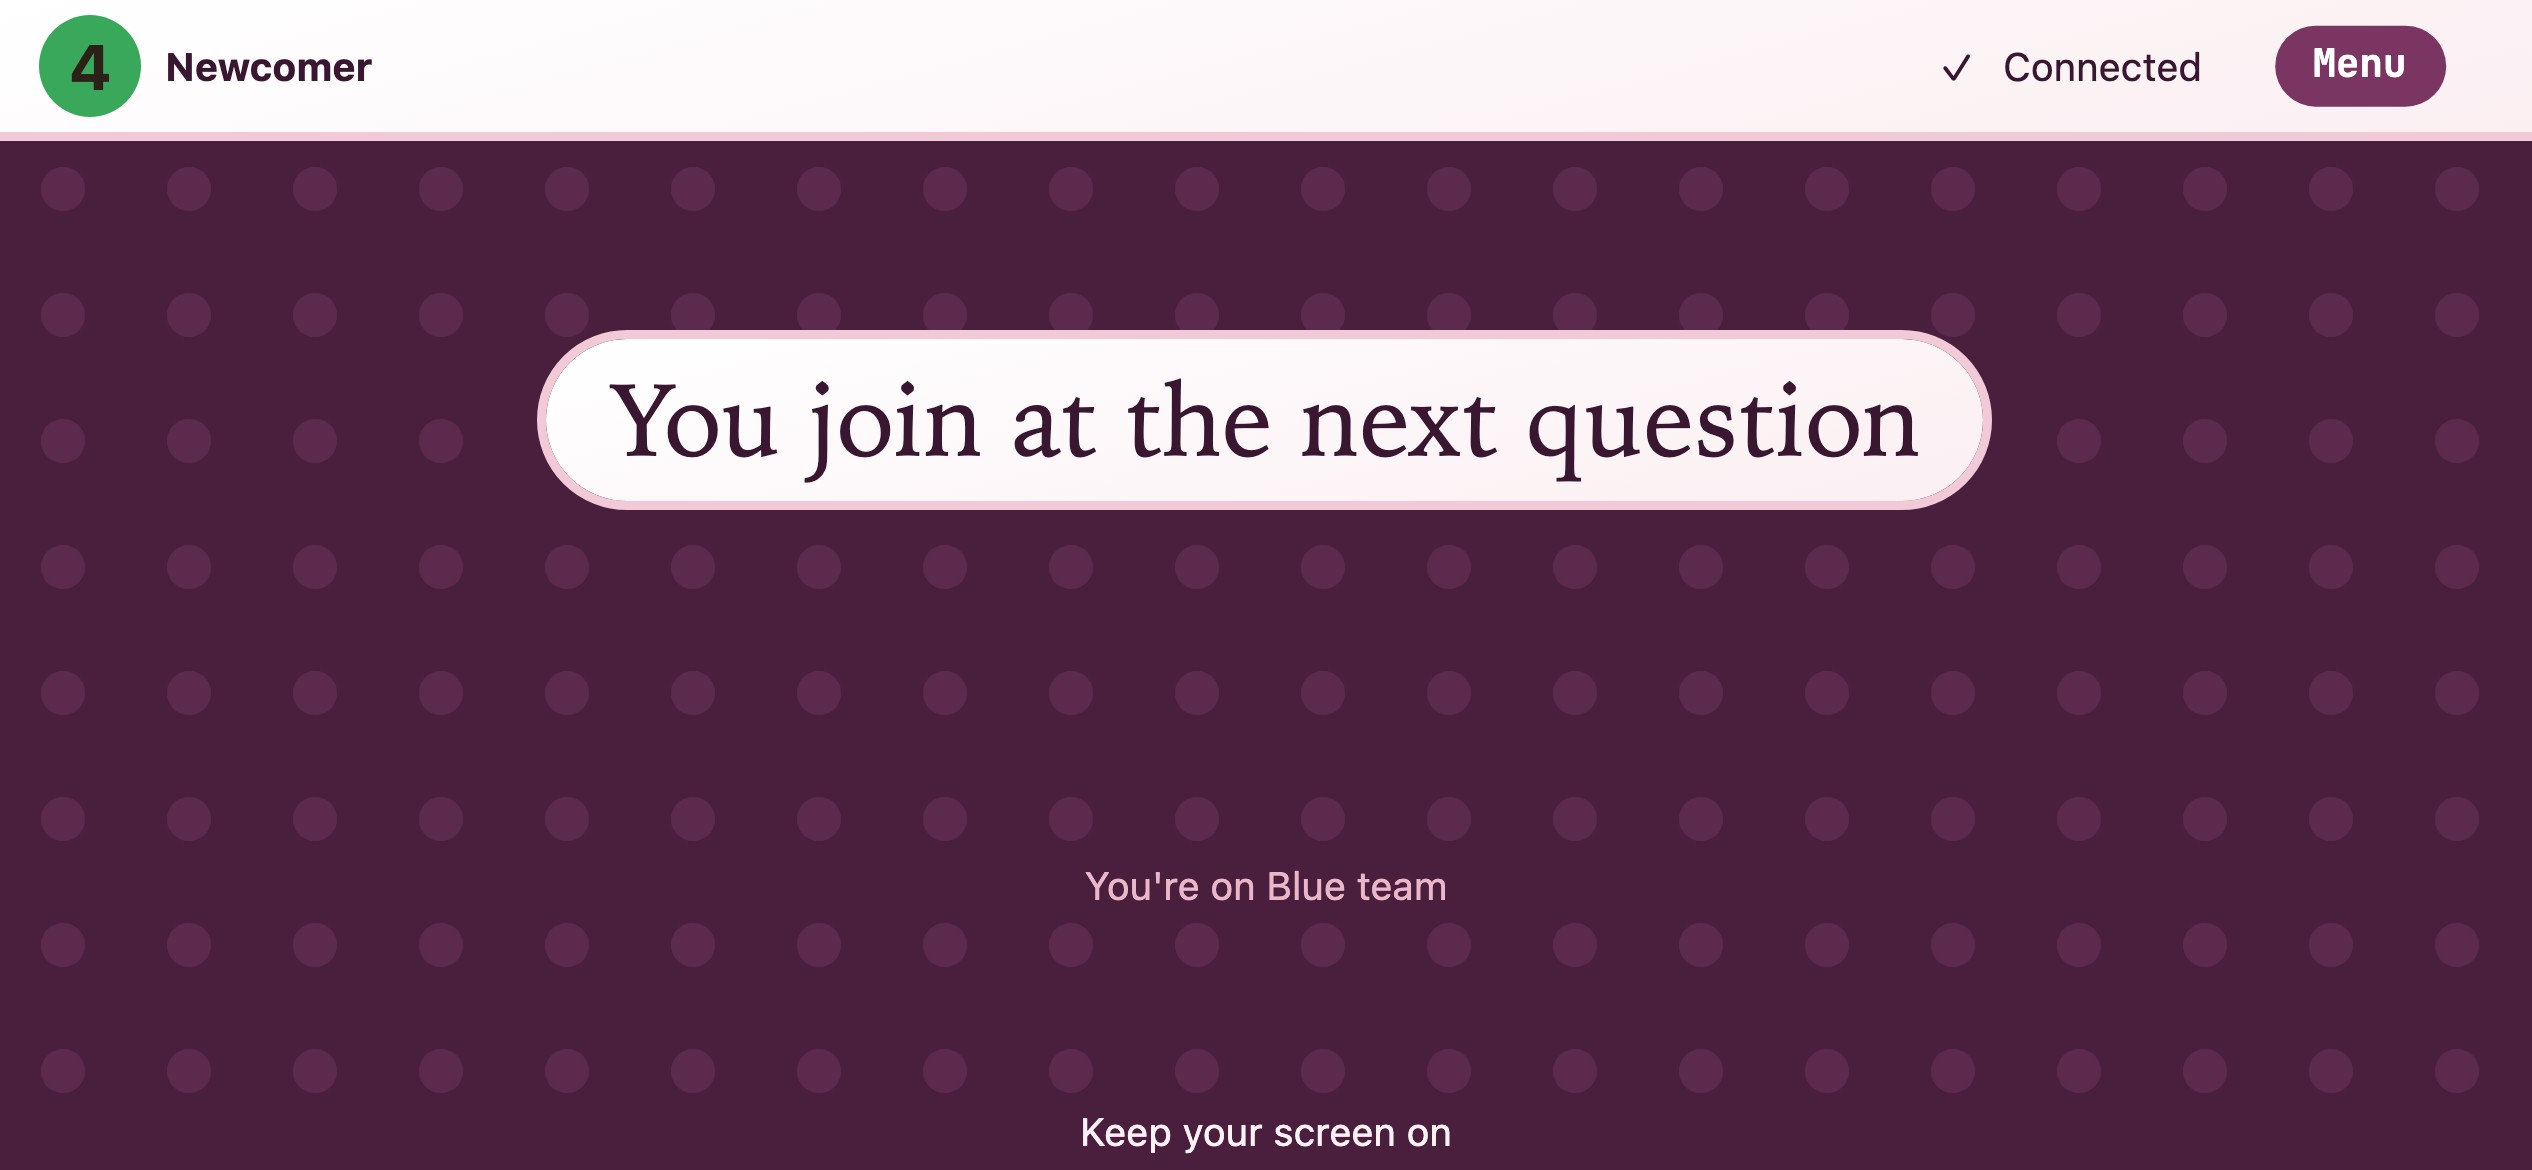 4 Newcomer ✓ Connected Menu
You join at the next question
You're on Blue team
Keep your screen on